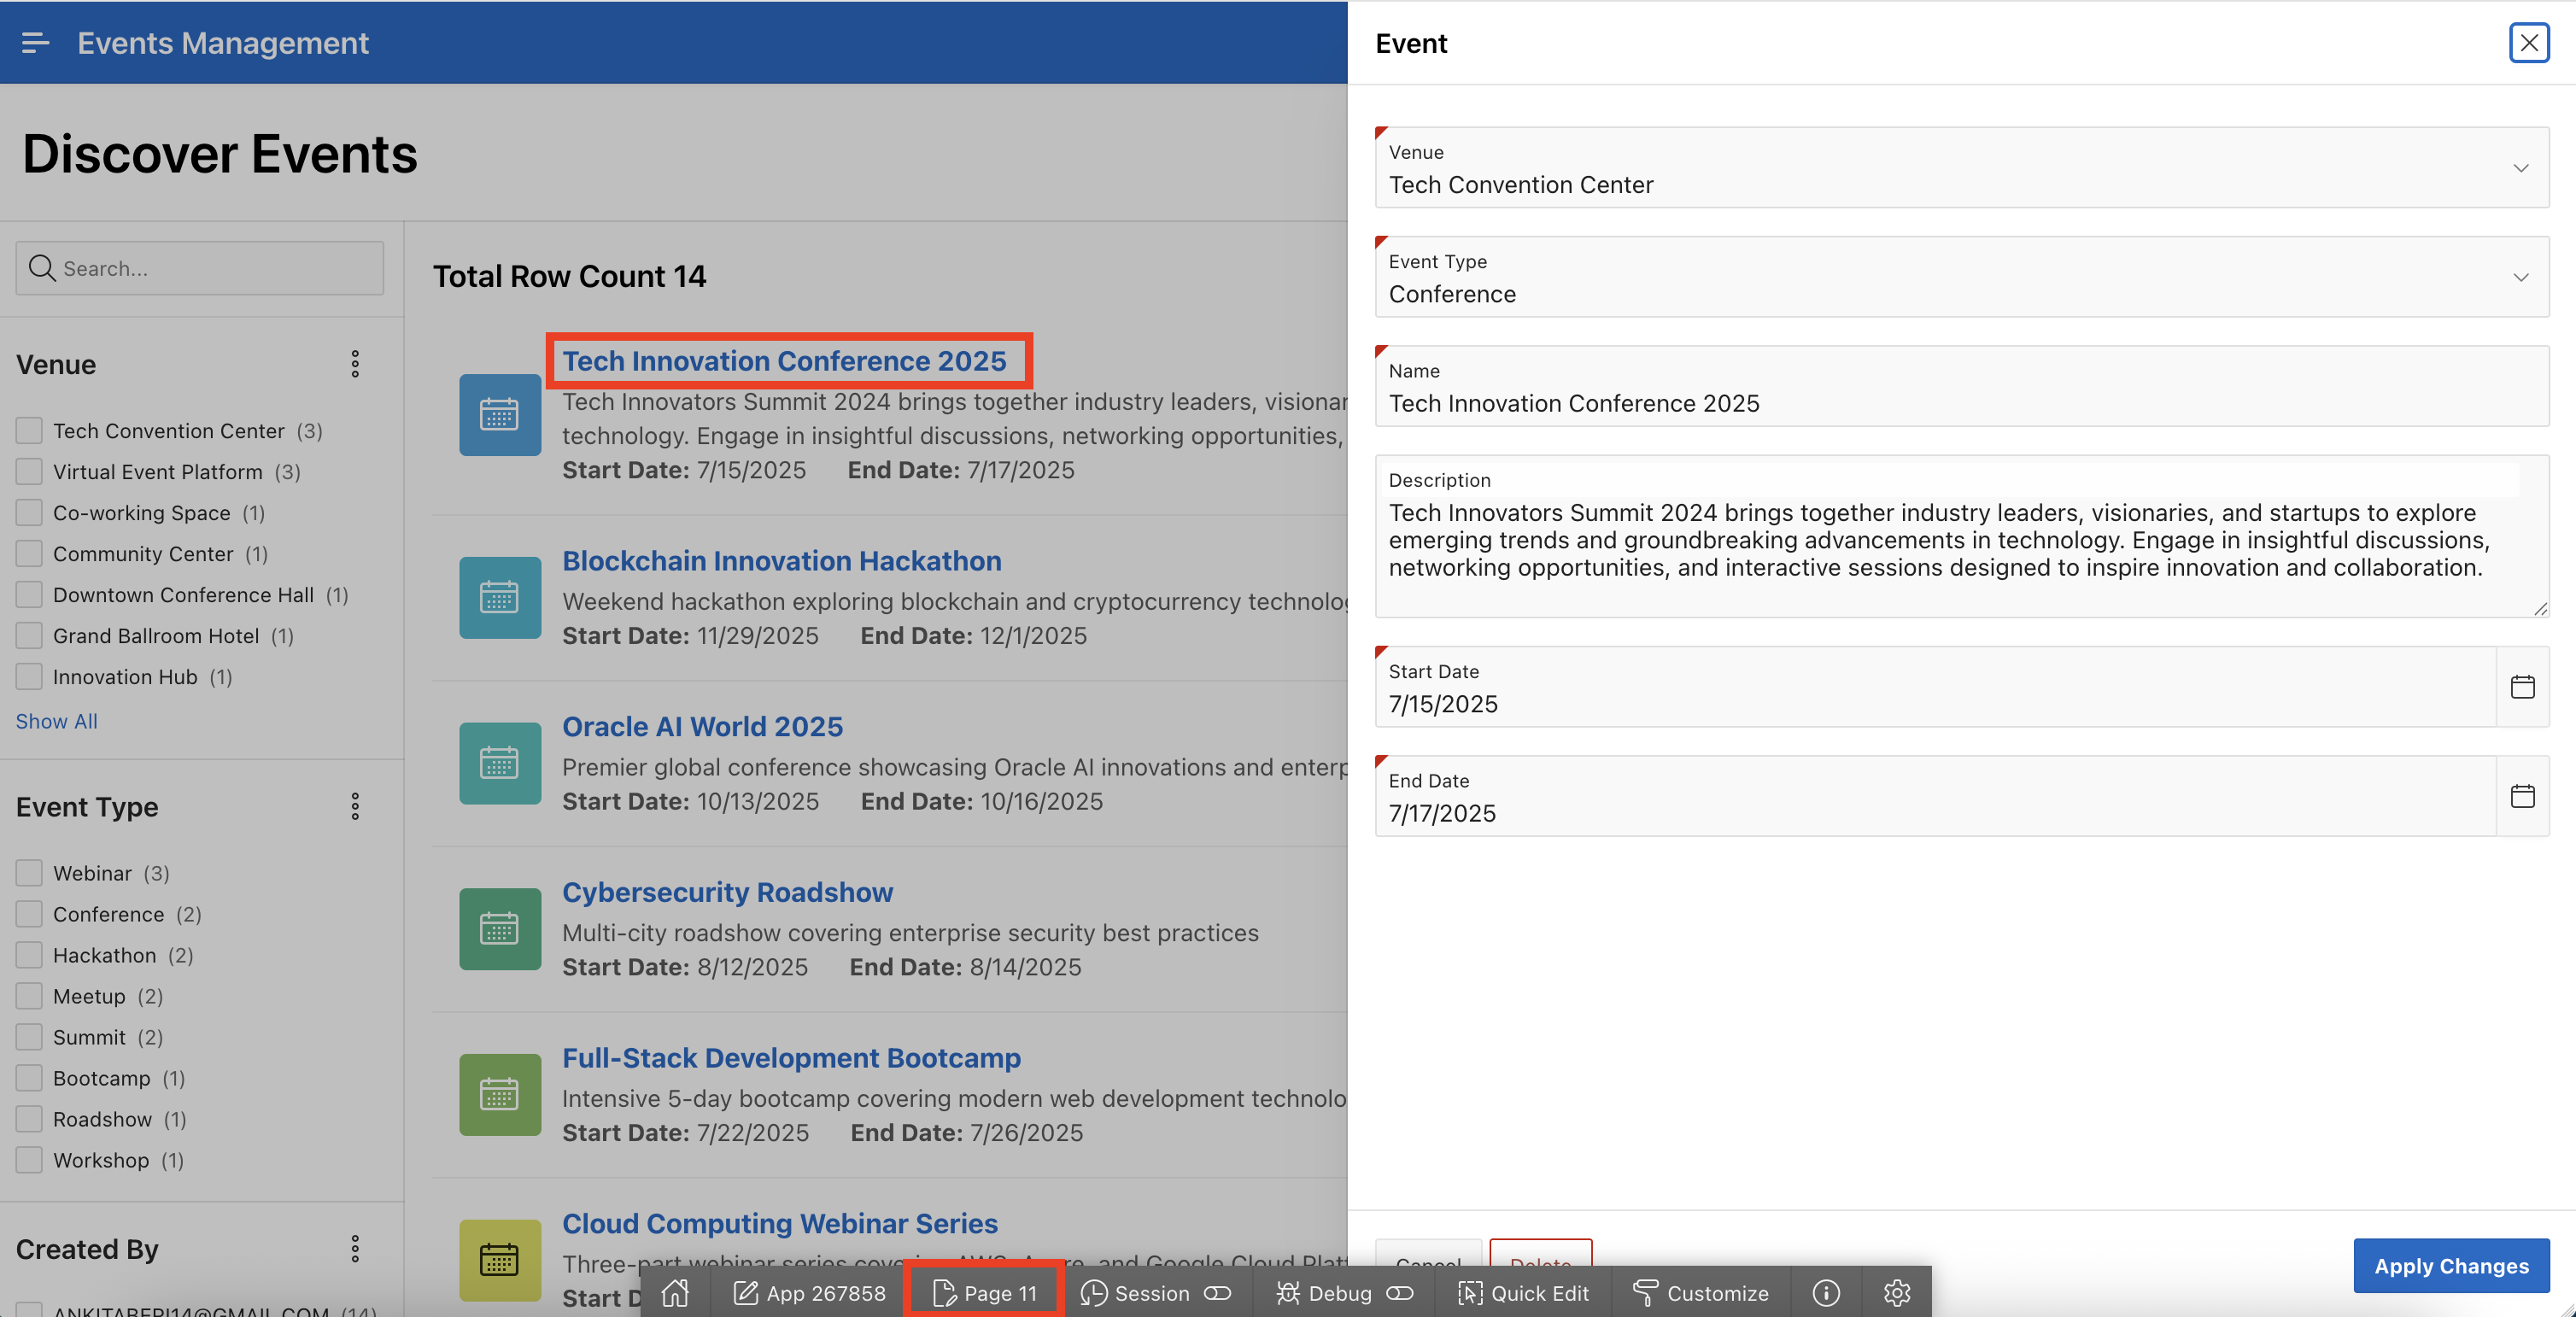 Events Management
Discover Events
Search...
Venue
Tech Convention Center (3)
Virtual Event Platform (3)
Co-working Space (1)
Community Center (1)
Downtown Conference Hall (1)
Grand Ballroom Hotel (1)
Innovation Hub (1)
Show All
Event Type
Webinar (3)
Conference (2)
Hackathon (2)
Meetup (2)
Summit (2)
Bootcamp (1)
Roadshow (1)
Workshop (1)
Created By
ANKITABERI14@GMAIL.COM (14)
Total Row Count 14
Tech Innovation Conference 2025
Tech Innovators Summit 2024 brings together industry leaders, visionar
technology. Engage in insightful discussions, networking opportunities,
Start Date: 7/15/2025 End Date: 7/17/2025
Blockchain Innovation Hackathon
Weekend hackathon exploring blockchain and cryptocurrency technolog
Start Date: 11/29/2025 End Date: 12/1/2025
Oracle AI World 2025
Premier global conference showcasing Oracle AI innovations and enterp
Start Date: 10/13/2025 End Date: 10/16/2025
Cybersecurity Roadshow
Multi-city roadshow covering enterprise security best practices
Start Date: 8/12/2025 End Date: 8/14/2025
Full-Stack Development Bootcamp
Intensive 5-day bootcamp covering modern web development technolo
Start Date: 7/22/2025 End Date: 7/26/2025
Cloud Computing Webinar Series
Three-part webinar series covering AWS, Azure, and Google Cloud Platf
Start D
Event
Venue
Tech Convention Center
Event Type
Conference
Name
Tech Innovation Conference 2025
Description
Tech Innovators Summit 2024 brings together industry leaders, visionaries, and startups to explore
emerging trends and groundbreaking advancements in technology. Engage in insightful discussions,
networking opportunities, and interactive sessions designed to inspire innovation and collaboration.
Start Date
7/15/2025
End Date
7/17/2025
Cancel Delete Apply Changes
App 267858 Page 11 Session Debug Quick Edit Customize